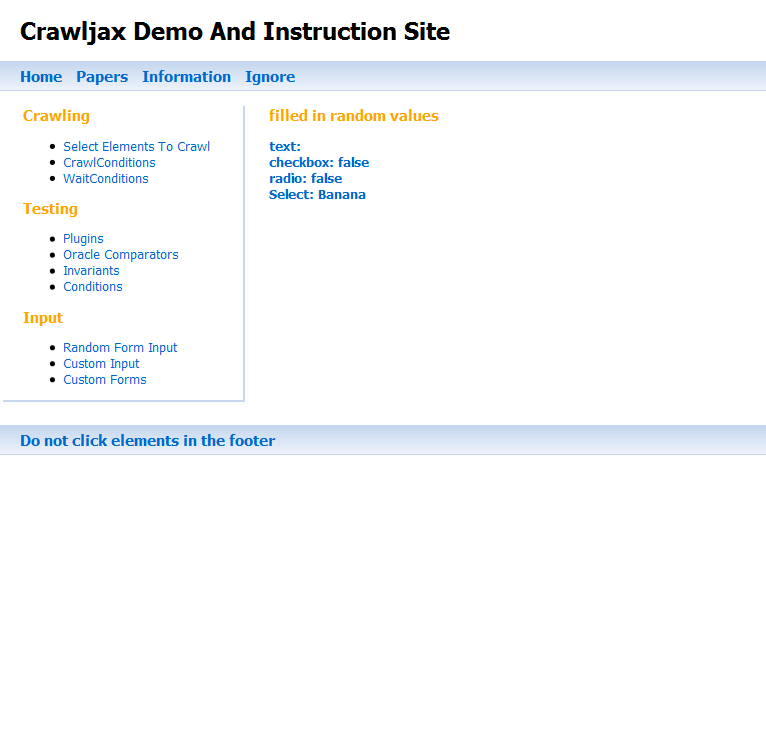 Crawljax Demo And Instruction Site
Home Papers Information Ignore
Crawling
Select Elements To Crawl
CrawlConditions
WaitConditions
Testing
Plugins
Oracle Comparators
Invariants
Conditions
Input
Random Form Input
Custom Input
Custom Forms
filled in random values
text:
checkbox: false
radio: false
Select: Banana
Do not click elements in the footer